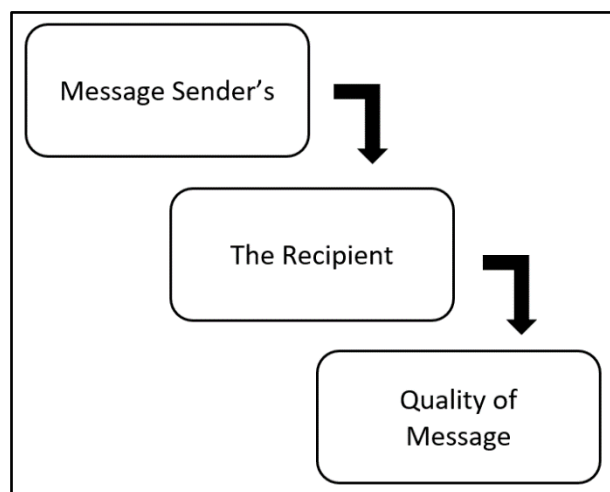 Message Sender’s
The Recipient
Quality of
Message